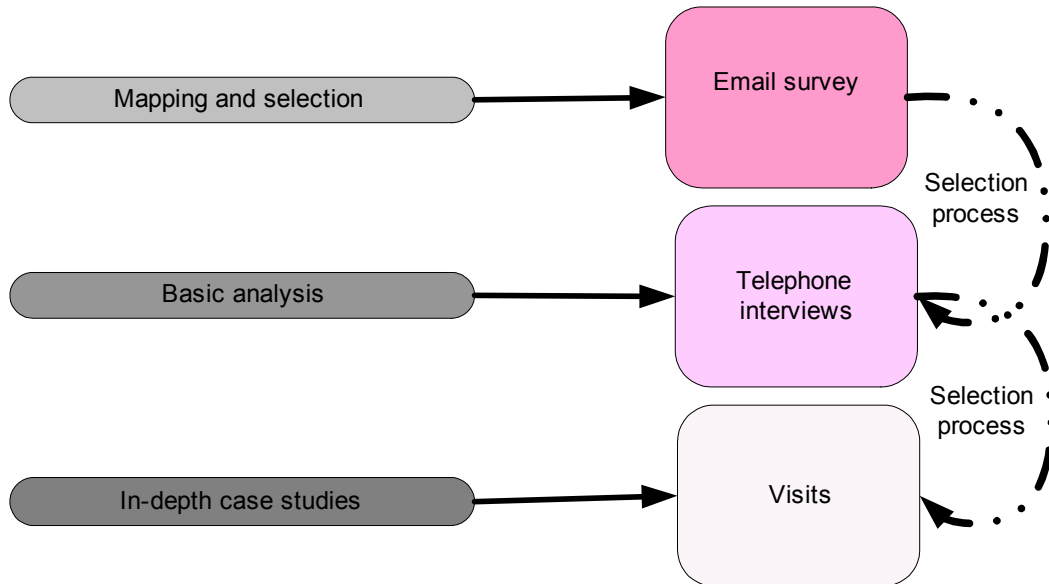 Mapping and selection
Email survey
Selection
process
Basic analysis
Telephone
interviews
Selection
process
In-depth case studies
Visits